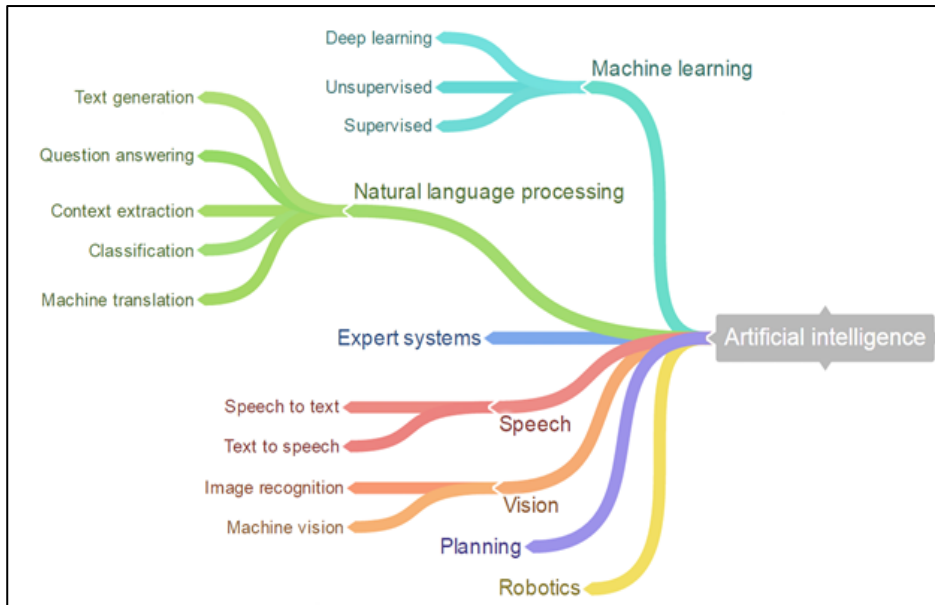 Deep learning
Machine learning
Unsupervised
Supervised
Text generation
Question answering
Natural language processing
Context extraction
Classification
Machine translation
Expert systems
Artificial intelligence
Speech to text
Speech
Text to speech
Image recognition
Vision
Machine vision
Planning
Robotics